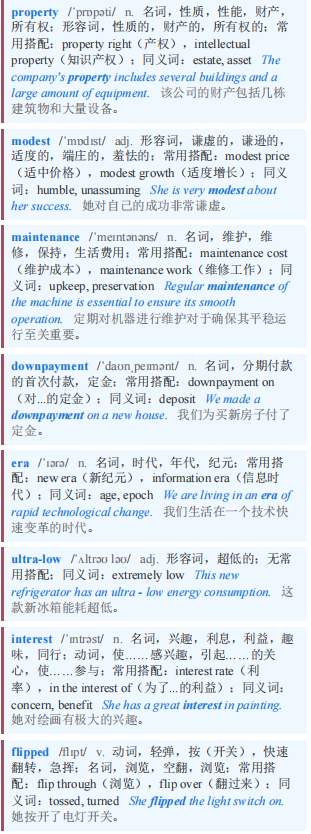 property /ˈprɒpəti/ n. 名词，性质，性能，财产，
所有权；形容词，性质的，财产的，所有权的；常
用搭配：property right（产权），intellectual
property（知识产权）；同义词：estate, asset The
company's property includes several buildings and a
large amount of equipment. 该公司的财产包括几栋
建筑物和大量设备。
modest /ˈmɒdɪst/ adj. 形容词，谦虚的，谦逊的，
适度的，端庄的，羞怯的；常用搭配：modest price
（适中价格），modest growth（适度增长）；同义
词：humble, unassuming She is very modest about
her success. 她对自己的成功非常谦虚。
maintenance /ˈmeɪntənəns/ n. 名词，维护，维
修，保持，生活费用；常用搭配：maintenance cost
（维护成本），maintenance work（维修工作）；同
义词：upkeep, preservation Regular maintenance of
the machine is essential to ensure its smooth
operation. 定期对机器进行维护对于确保其平稳运
行至关重要。
downpayment /ˈdaʊnˌpeɪmənt/ n. 名词，分期付款
的首次付款，定金；常用搭配：downpayment on
（对...的定金）；同义词：deposit We made a
downpayment on a new house. 我们为买新房子付了
定金。
era /ˈɪərə/ n. 名词，时代，年代，纪元；常用搭
配：new era（新纪元），information era（信息时
代）；同义词：age, epoch We are living in an era of
rapid technological change. 我们生活在一个技术快
速变革的时代。
ultra-low /ˈʌltrəʊ ləʊ/ adj. 形容词，超低的；无常
用搭配；同义词：extremely low This new
refrigerator has an ultra - low energy consumption. 这
款新冰箱能耗超低。
interest /ˈɪntrəst/ n. 名词，兴趣，利息，利益，趣
味，同行；动词，使……感兴趣，引起……的关
心，使……参与；常用搭配：interest rate（利
率），in the interest of（为了...的利益）；同义词：
concern, benefit She has a great interest in painting.
她对绘画有极大的兴趣。
flipped /flɪpt/ v. 动词，轻弹，按（开关），快速
翻转，急挥；名词，浏览，空翻，浏览；常用搭
配：flip through（浏览），flip over（翻过来）；同
义词：tossed, turned She flipped the light switch on.
她按开了电灯开关。